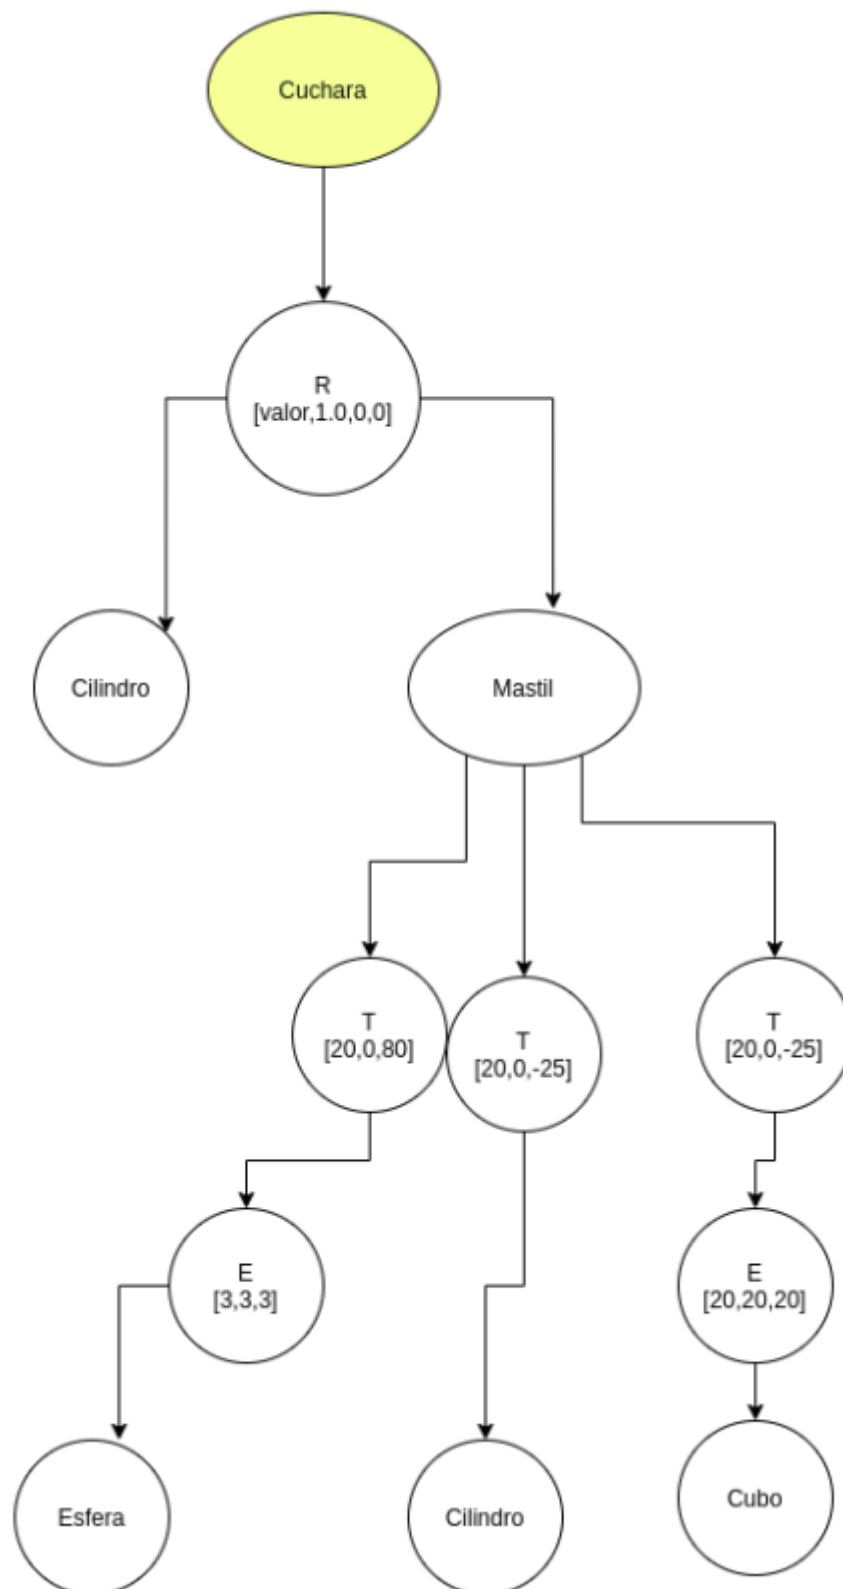 Cuchara
R
[valor,1.0,0,0]
Cilindro
Mastil
T
[20,0,80]
T
[20,0,-25]
T
[20,0,-25]
E
[3,3,3]
E
[20,20,20]
Esfera
Cilindro
Cubo